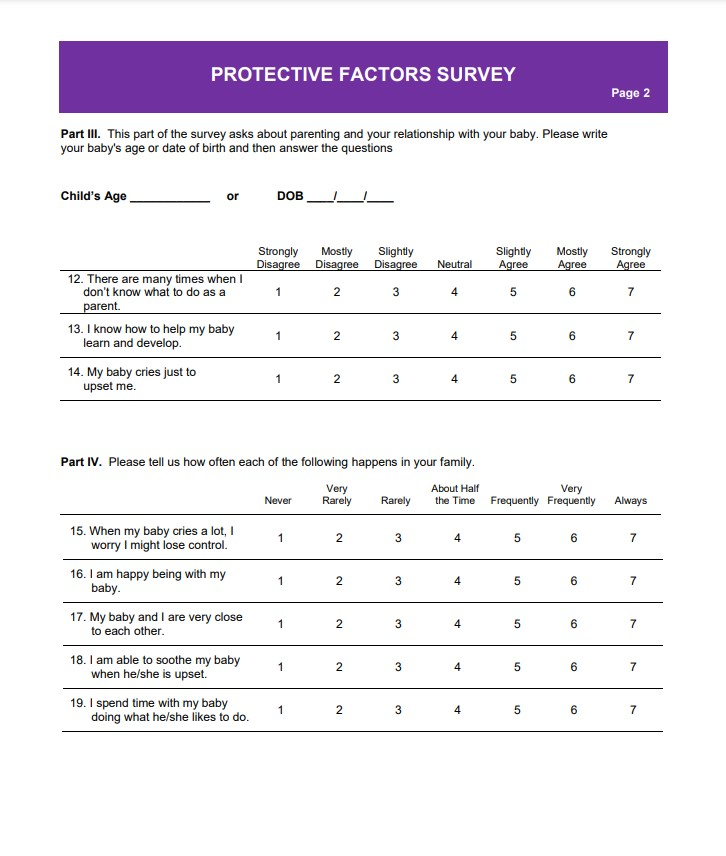 PROTECTIVE FACTORS SURVEY
Page 2
Part III. This part of the survey asks about parenting and your relationship with your baby. Please write
your baby's age or date of birth and then answer the questions
Child's Age ____________ or DOB ____/____/____
Strongly Mostly Slightly Slightly Mostly Strongly
Disagree Disagree Disagree Neutral Agree Agree Agree
12. There are many times when I
don't know what to do as a 1 2 3 4 5 6 7
parent.
13. I know how to help my baby
1 2 3 4 5 6 7
learn and develop.
14. My baby cries just to
1 2 3 4 5 6 7
upset me.
Part IV. Please tell us how often each of the following happens in your family.
Very About Half Very
Never Rarely Rarely the Time Frequently Frequently Always
15. When my baby cries a lot, I
1 2 3 4 5 6 7
worry I might lose control.
16. I am happy being with my
1 2 3 4 5 6 7
baby.
17. My baby and I are very close
1 2 3 4 5 6 7
to each other.
18. I am able to soothe my baby
1 2 3 4 5 6 7
when he/she is upset.
19. I spend time with my baby
1 2 3 4 5 6 7
doing what he/she likes to do.